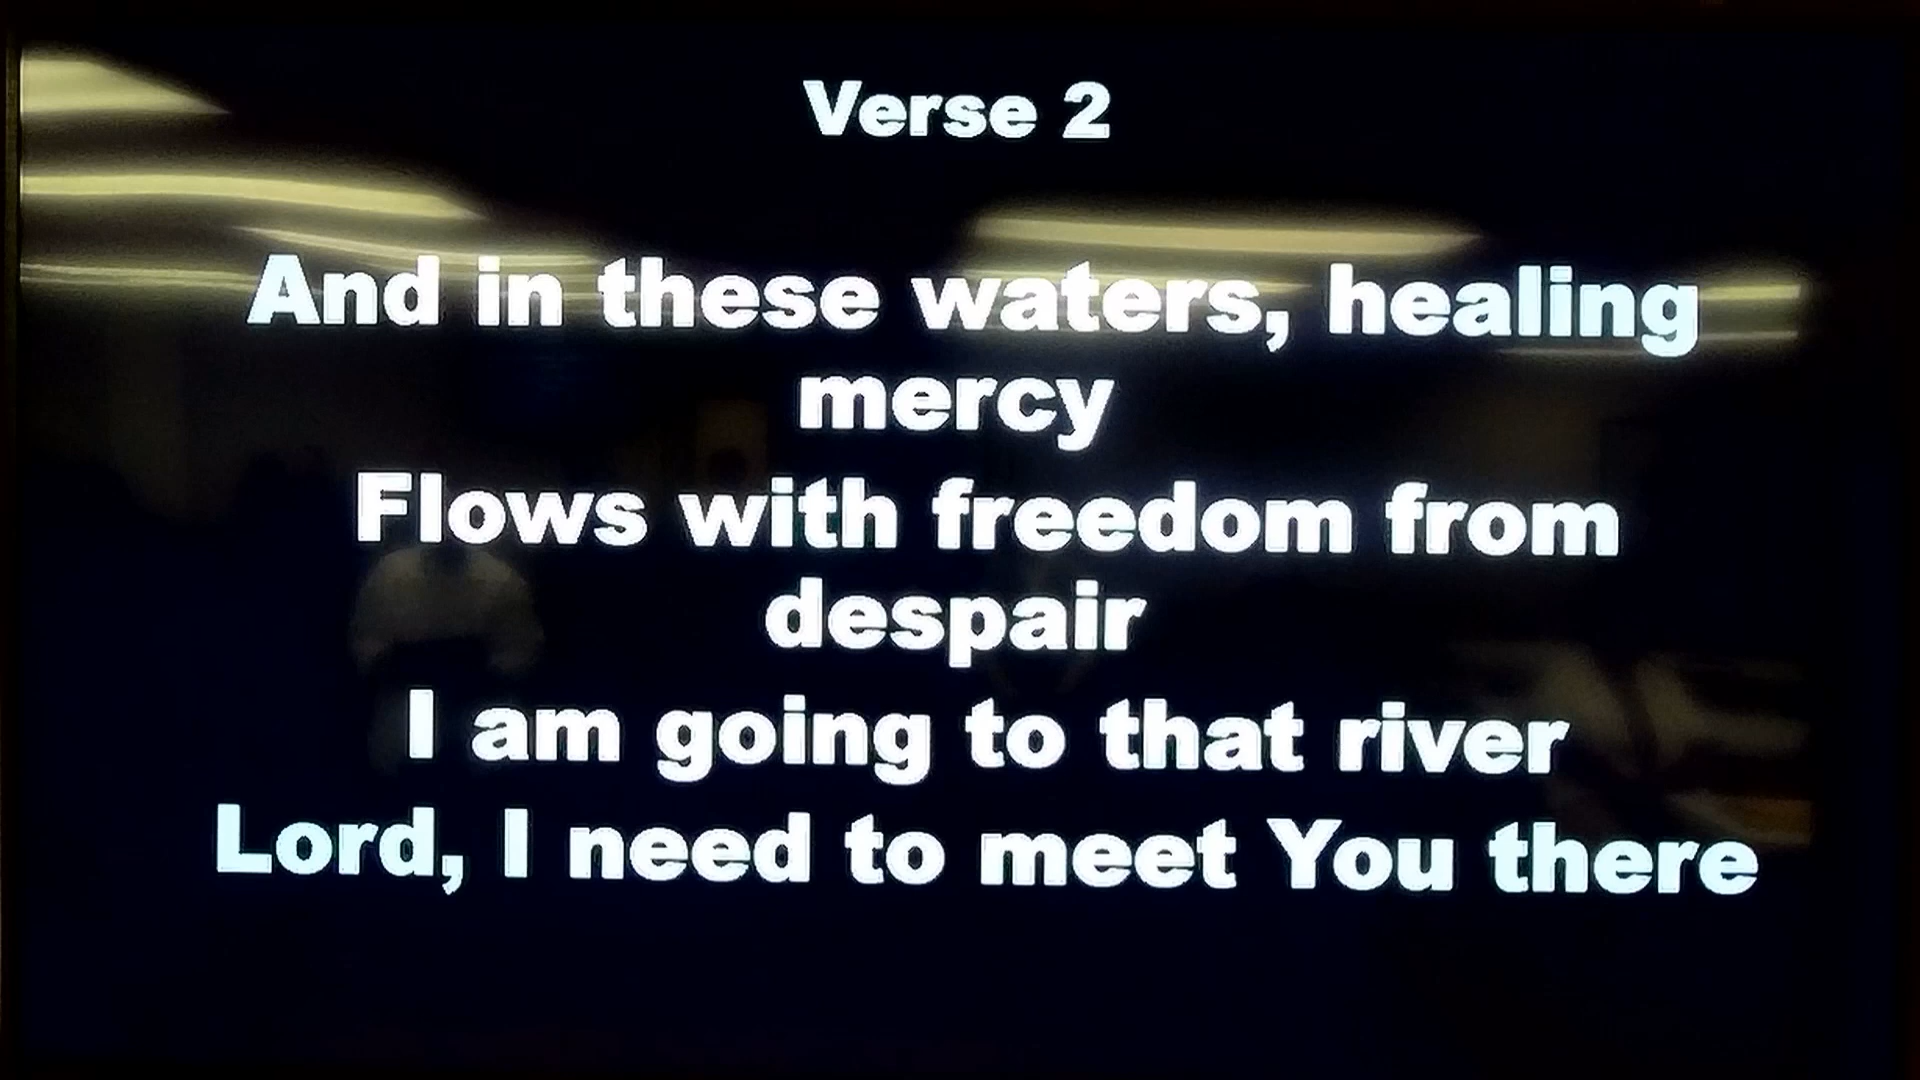 Verse 2
And in these waters, healing
mercy
Flows with freedom from
despair
I am going to that river
Lord, I need to meet You there